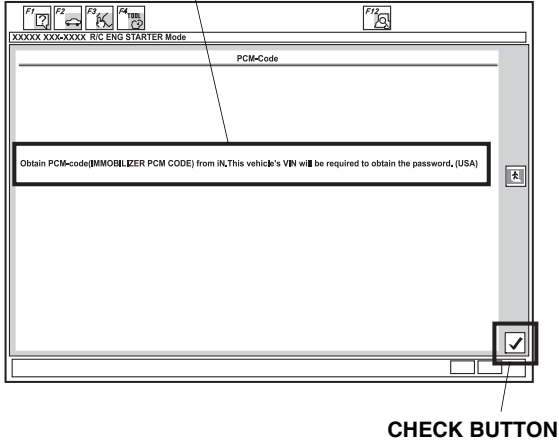 F1 F2 F3 F4 TOOL F12
XXXXX XXX-XXXX R/C ENG STARTER Mode
PCM-Code
Obtain PCM-code(IMMOBILIZER PCM CODE) from iN.This vehicle's VIN will be required to obtain the password. (USA)
CHECK BUTTON